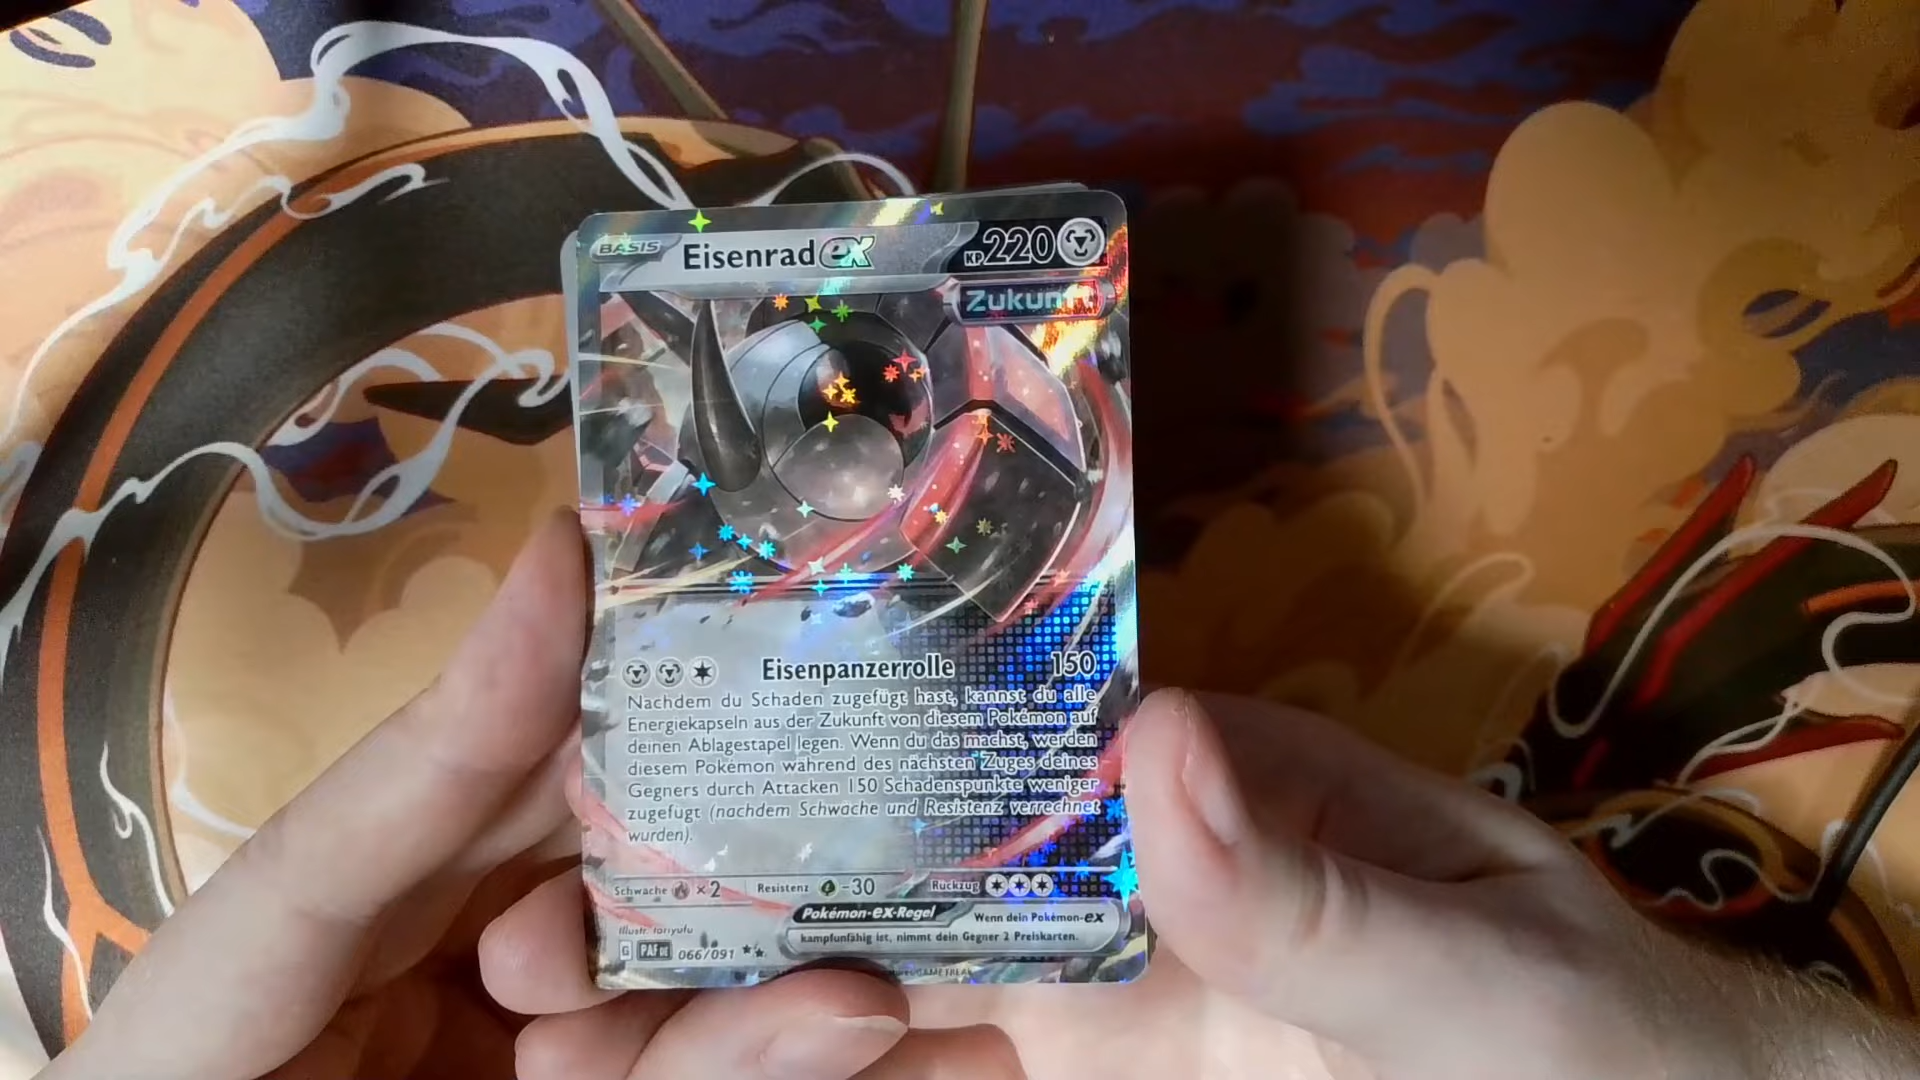 BASIS Eisenrad ex KP 220
Zukunft
Eisenpanzerrolle 150
Nachdem du Schaden zugefügt hast, kannst du alle
Energiekapseln aus der Zukunft von diesem Pokémon auf
deinen Ablagestapel legen. Wenn du das machst, werden
diesem Pokémon während des nächsten Zuges deines
Gegners durch Attacken 150 Schadenspunkte weniger
zugefügt (nachdem Schwäche und Resistenz verrechnet
wurden).
Schwäche ×2 Resistenz -30 Rückzug
Pokémon-ex-Regel Wenn dein Pokémon-ex
kampfunfähig ist, nimmt dein Gegner 2 Preiskarten.
Illustr. toriyufu
G PAF DE 066/091